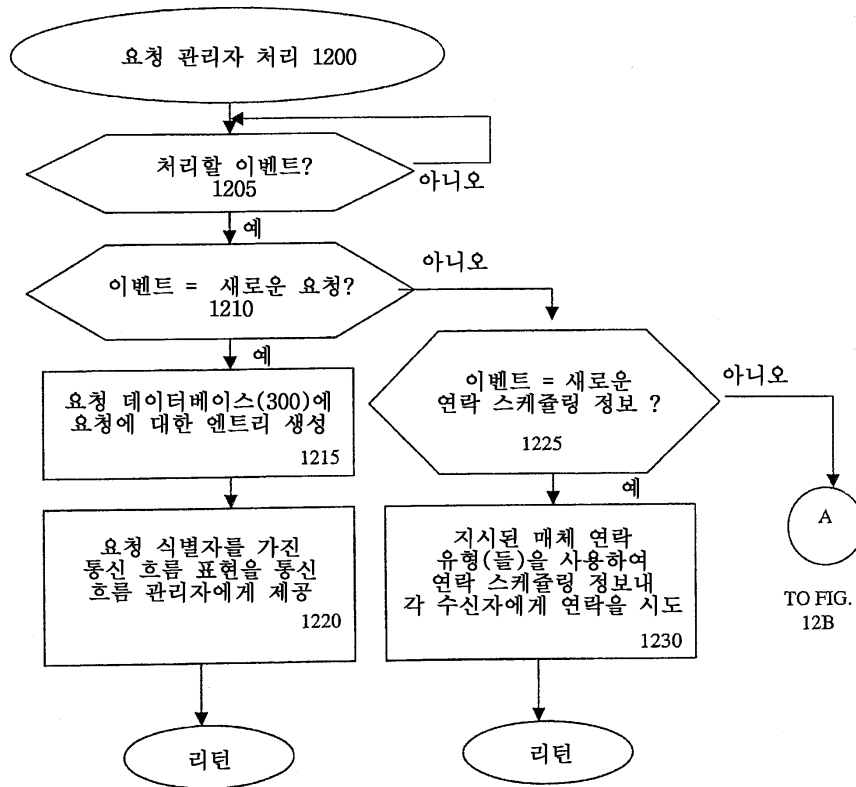 요청 관리자 처리 1200
처리할 이벤트?
1205
아니오
예
이벤트 = 새로운 요청?
1210
아니오
예
요청 데이터베이스(300)에
요청에 대한 엔트리 생성
1215
이벤트 = 새로운
연락 스케쥴링 정보 ?
1225
아니오
예
요청 식별자를 가진
통신 흐름 표현을 통신
흐름 관리자에게 제공
1220
지시된 매체 연락
유형(들)을 사용하여
연락 스케쥴링 정보내
각 수신자에게 연락을 시도
1230
A
TO FIG.
12B
리턴
리턴